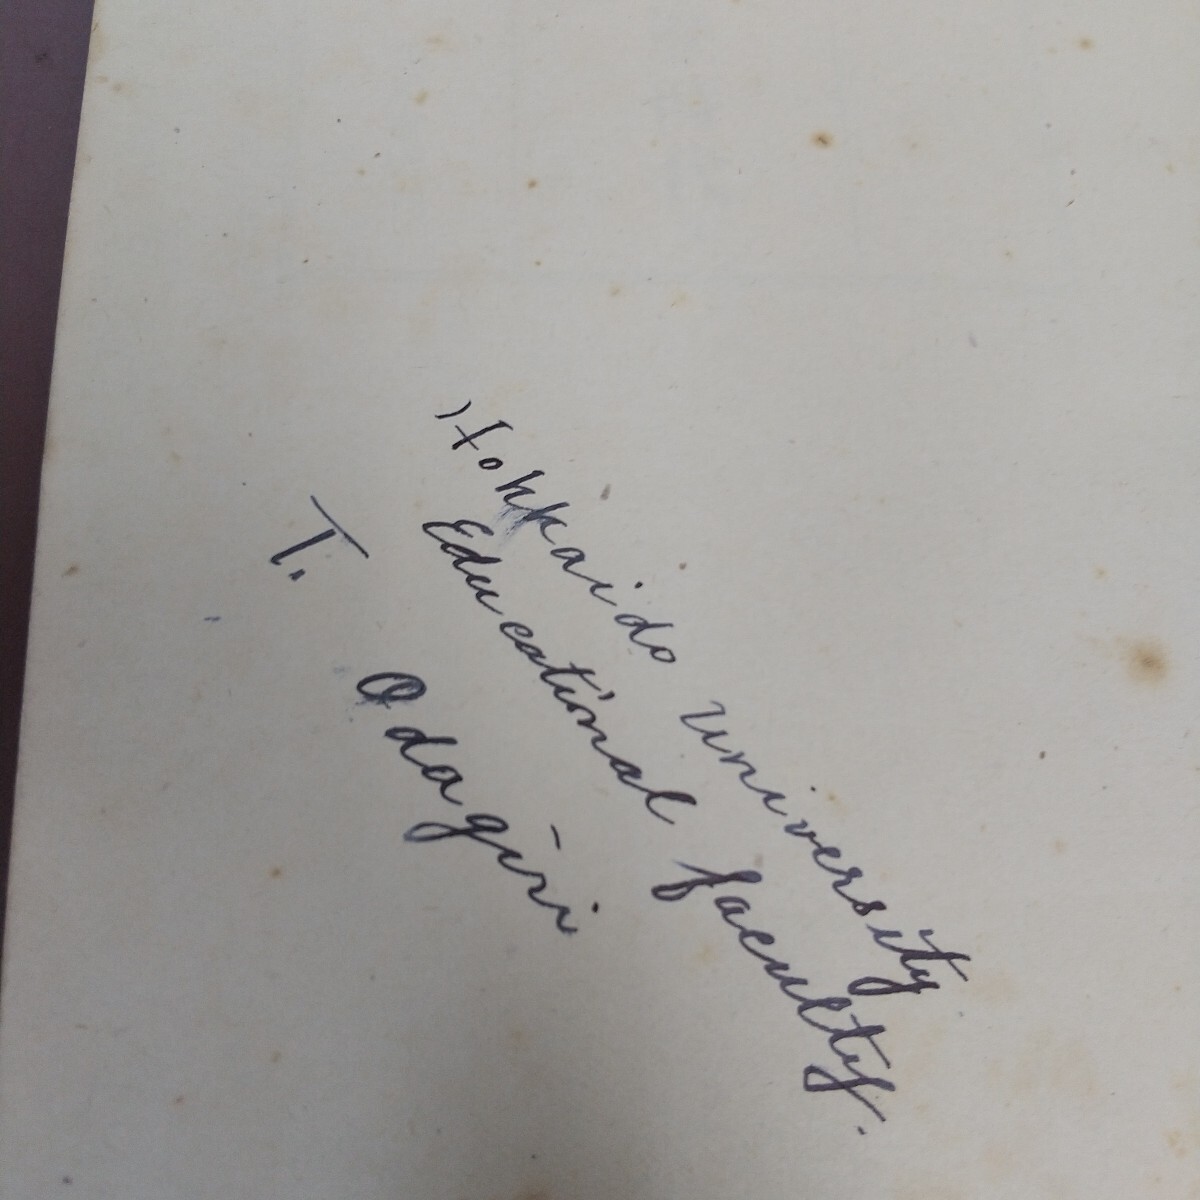 Hokkaido University
Educational faculty.
T. Odagiri